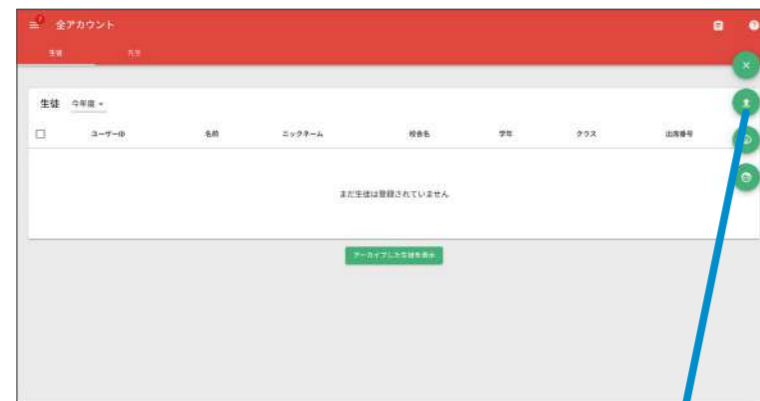 全アカウント
生徒 先生
生徒 今年度
ユーザーID 名前 ニックネーム 校舎名 学年 クラス 出席番号
まだ生徒は登録されていません
アーカイブした生徒を表示